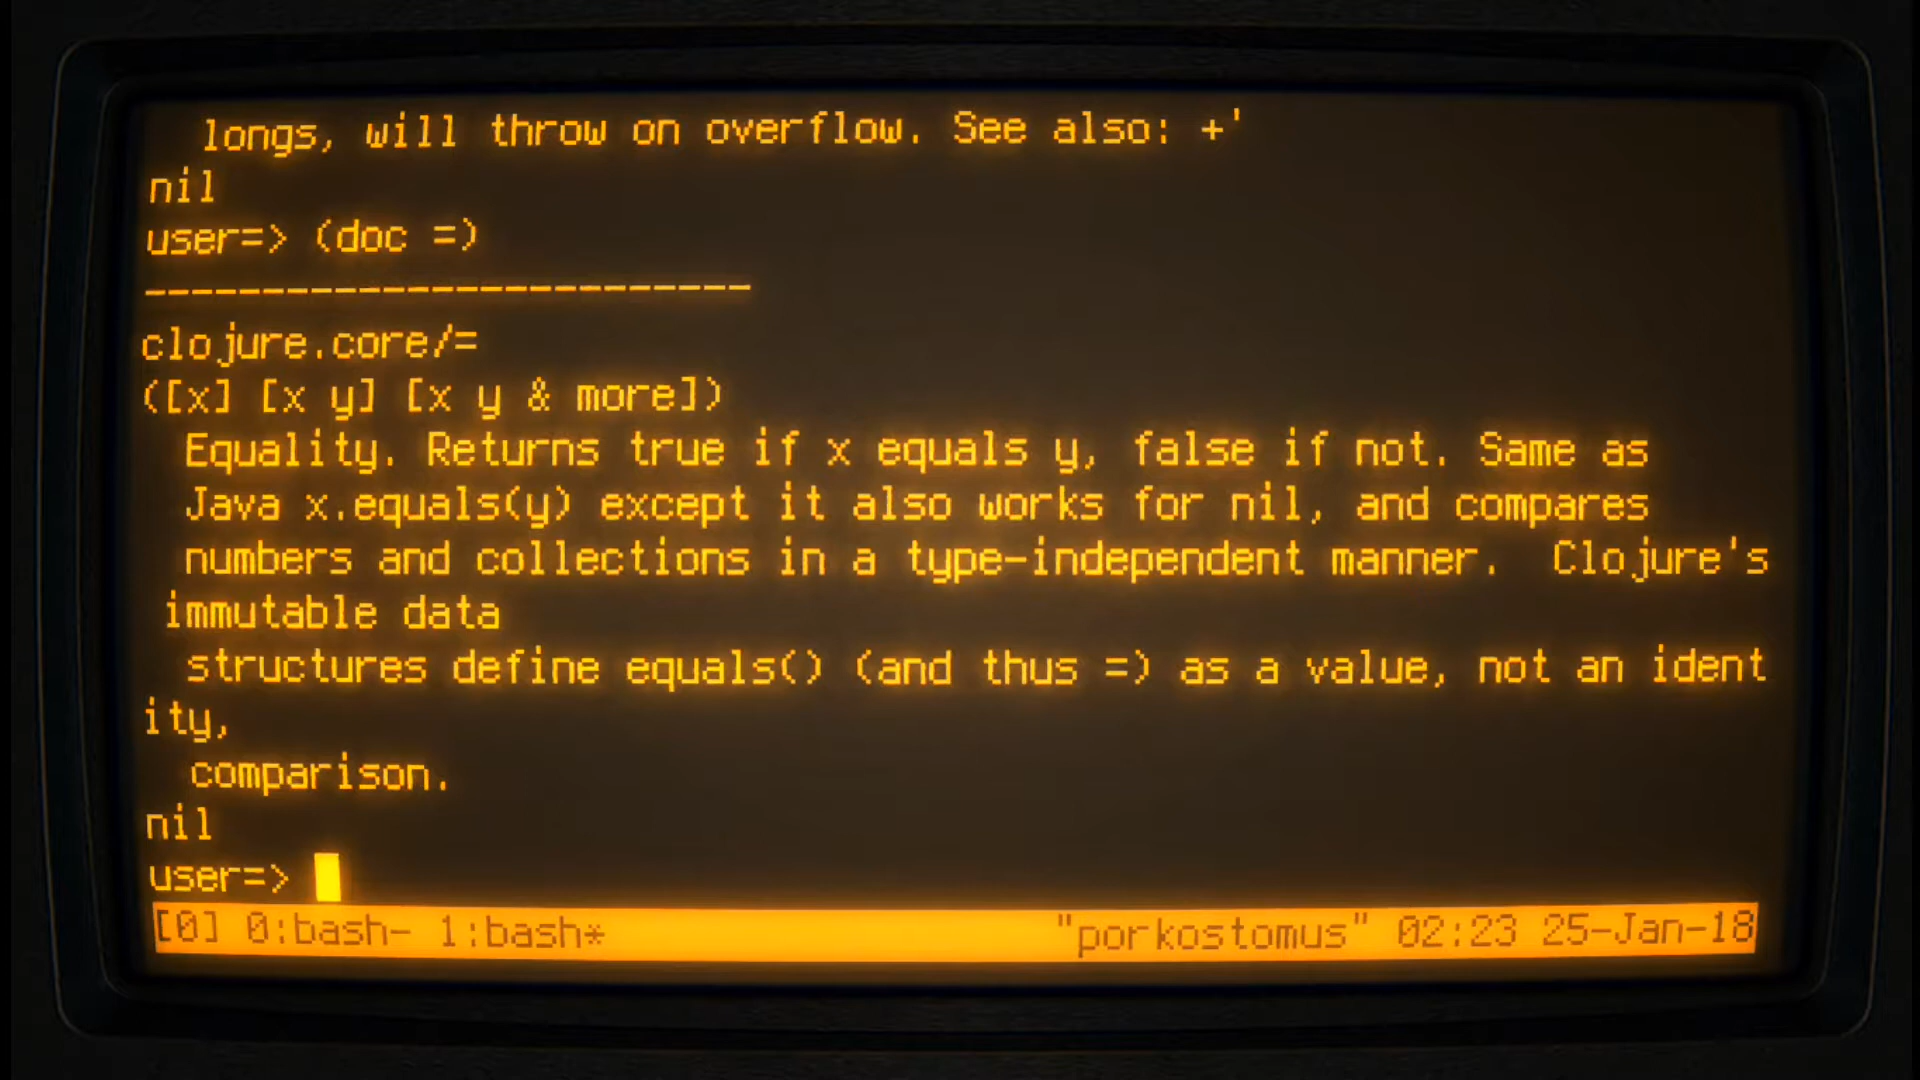 longs, will throw on overflow. See also: +'
nil
user=> (doc =)
-------------------------
clojure.core/=
([x] [x y] [x y & more])
Equality. Returns true if x equals y, false if not. Same as
Java x.equals(y) except it also works for nil, and compares
numbers and collections in a type-independent manner.  Clojure's
immutable data
structures define equals() (and thus =) as a value, not an ident
ity,
comparison.
nil
user=>
[0] 0:bash- 1:bash* "porkostomus" 02:23 25-Jan-18